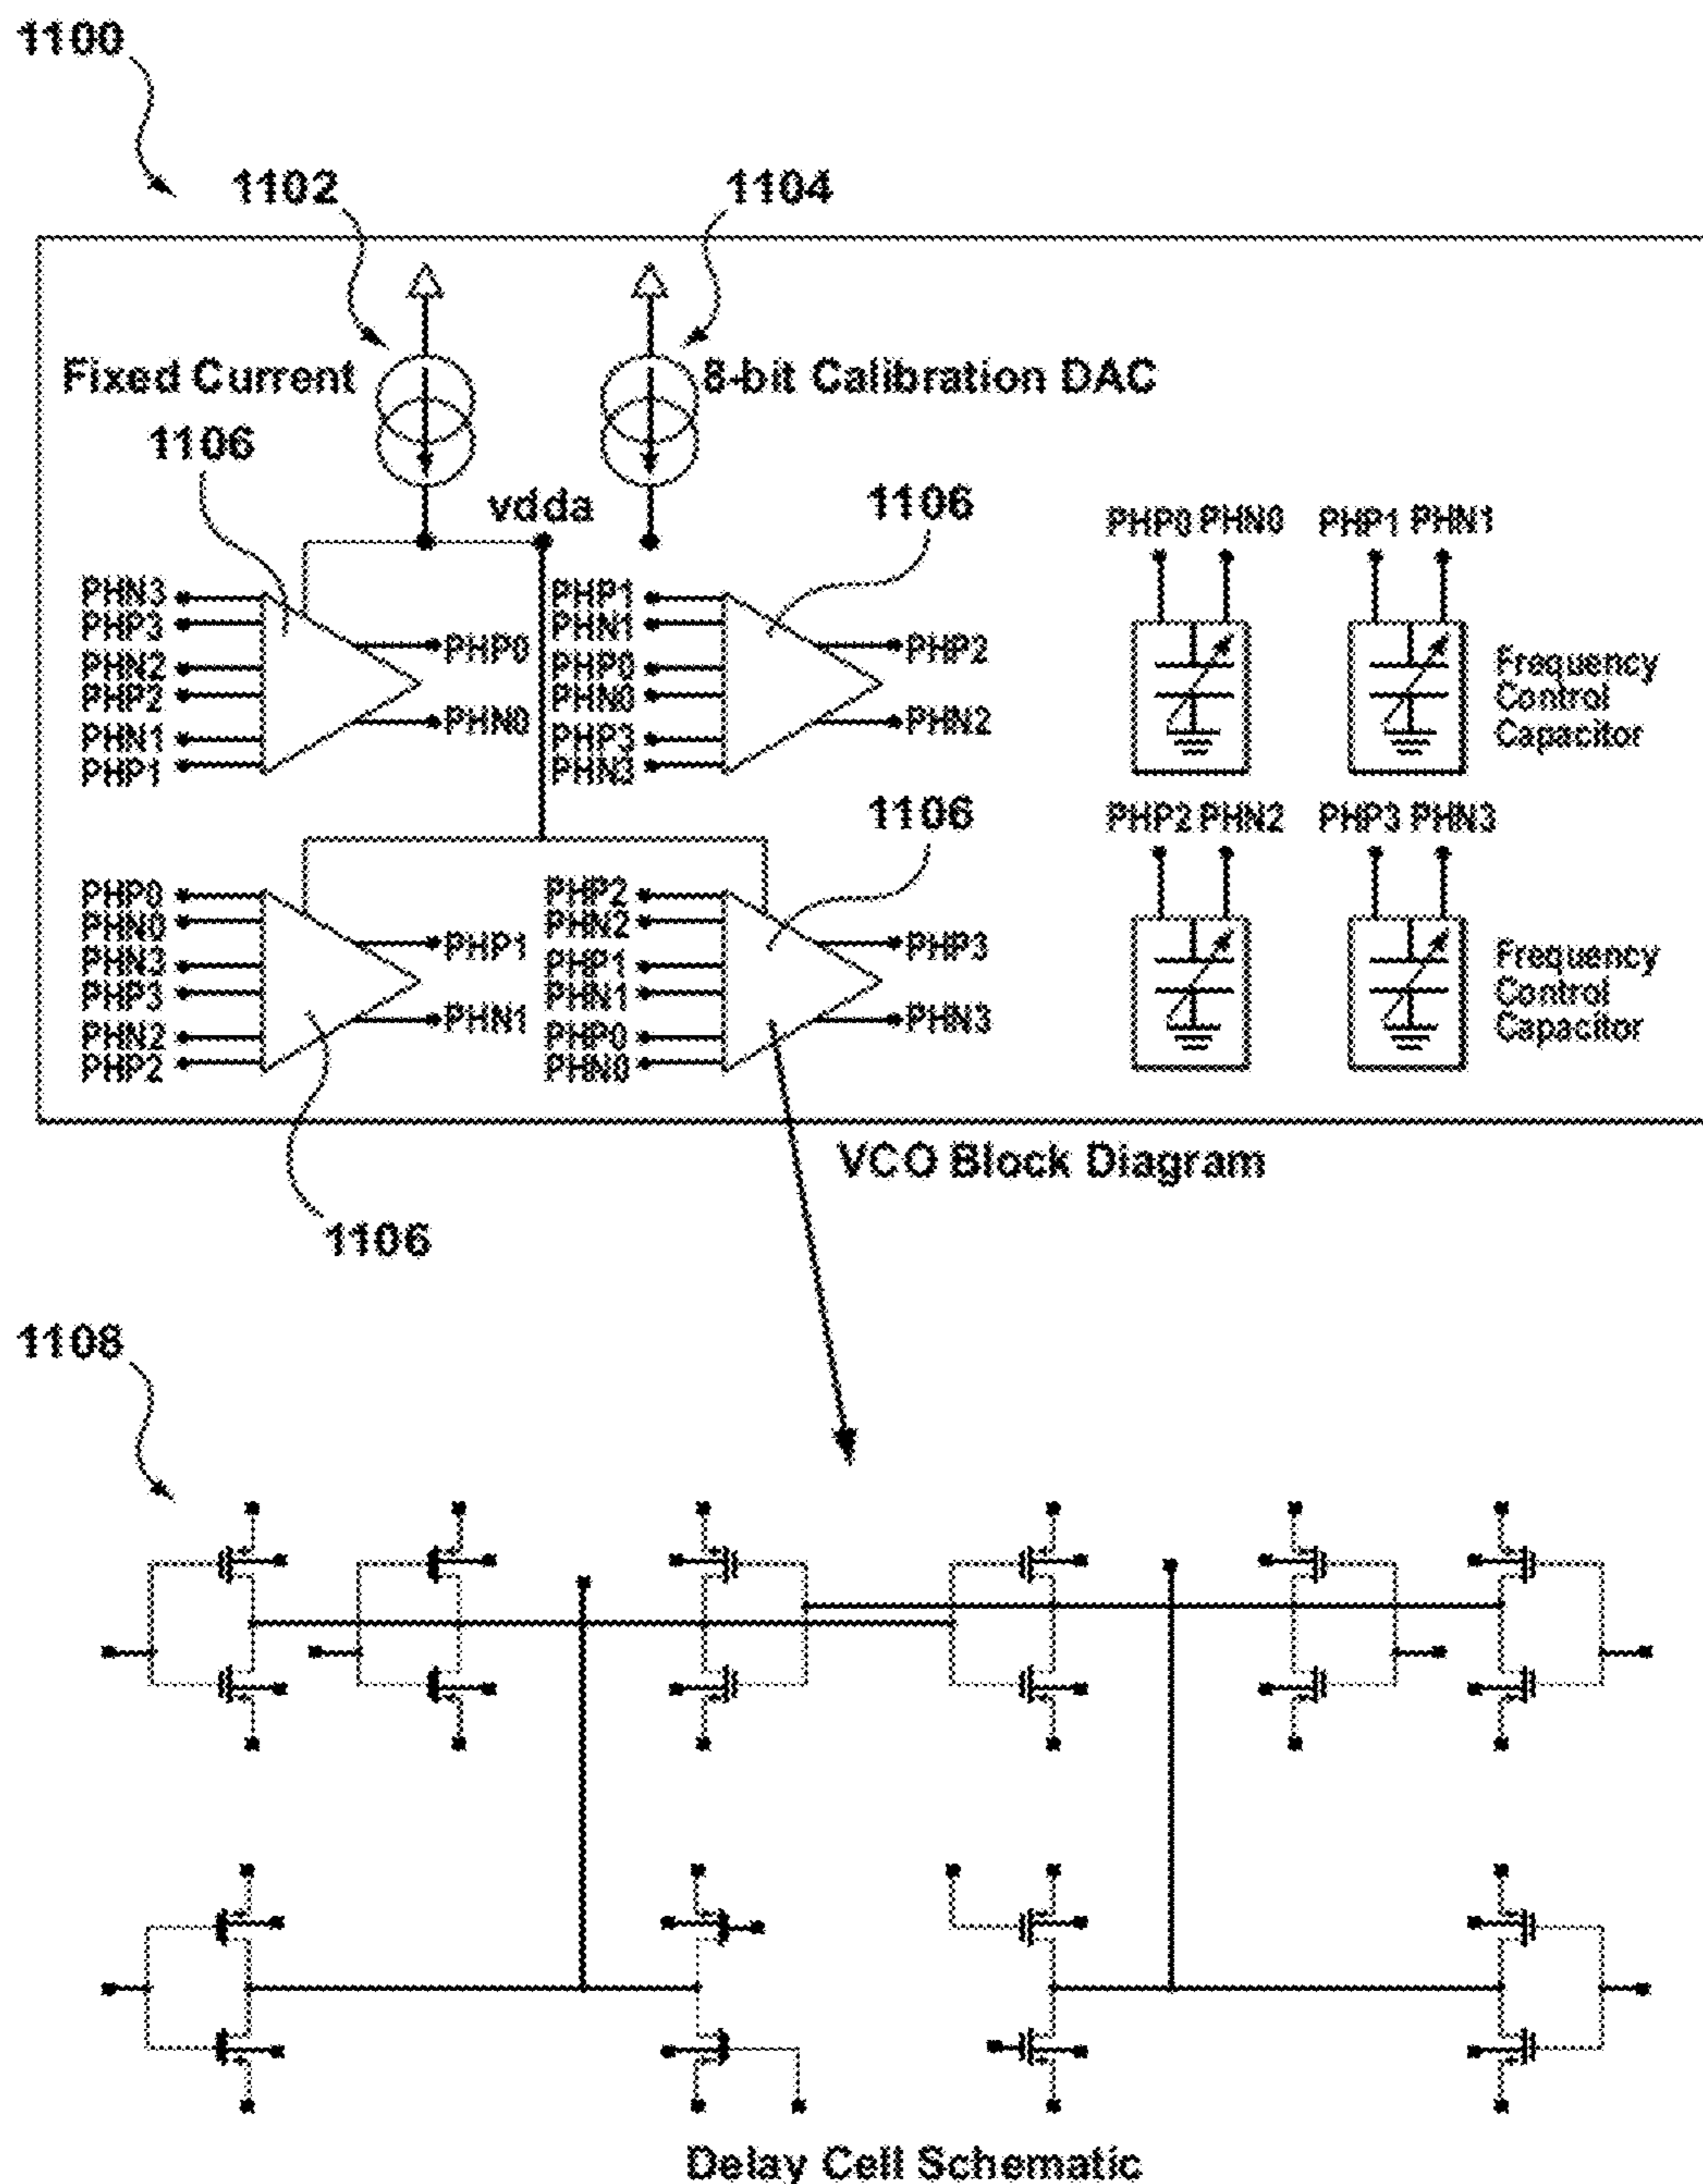 1100
1102
1104
Fixed Current
8-bit Calibration DAC
1106
vdda
1106
PHP0 PHN0
PHP1 PHN1
PHN3
PHP3
PHN2
PHP2
PHN1
PHP1
PHP0
PHN0
PHP1
PHN1
PHP0
PHN0
PHP3
PHN3
PHP2
PHN2
Frequency
Control
Capacitor
1106
PHP2 PHN2
PHP3 PHN3
PHP0
PHN0
PHN3
PHP3
PHN2
PHP2
PHP1
PHN1
PHP2
PHN2
PHP1
PHN1
PHP0
PHN0
PHP3
PHN3
Frequency
Control
Capacitor
VCO Block Diagram
1106
1108
Delay Cell Schematic